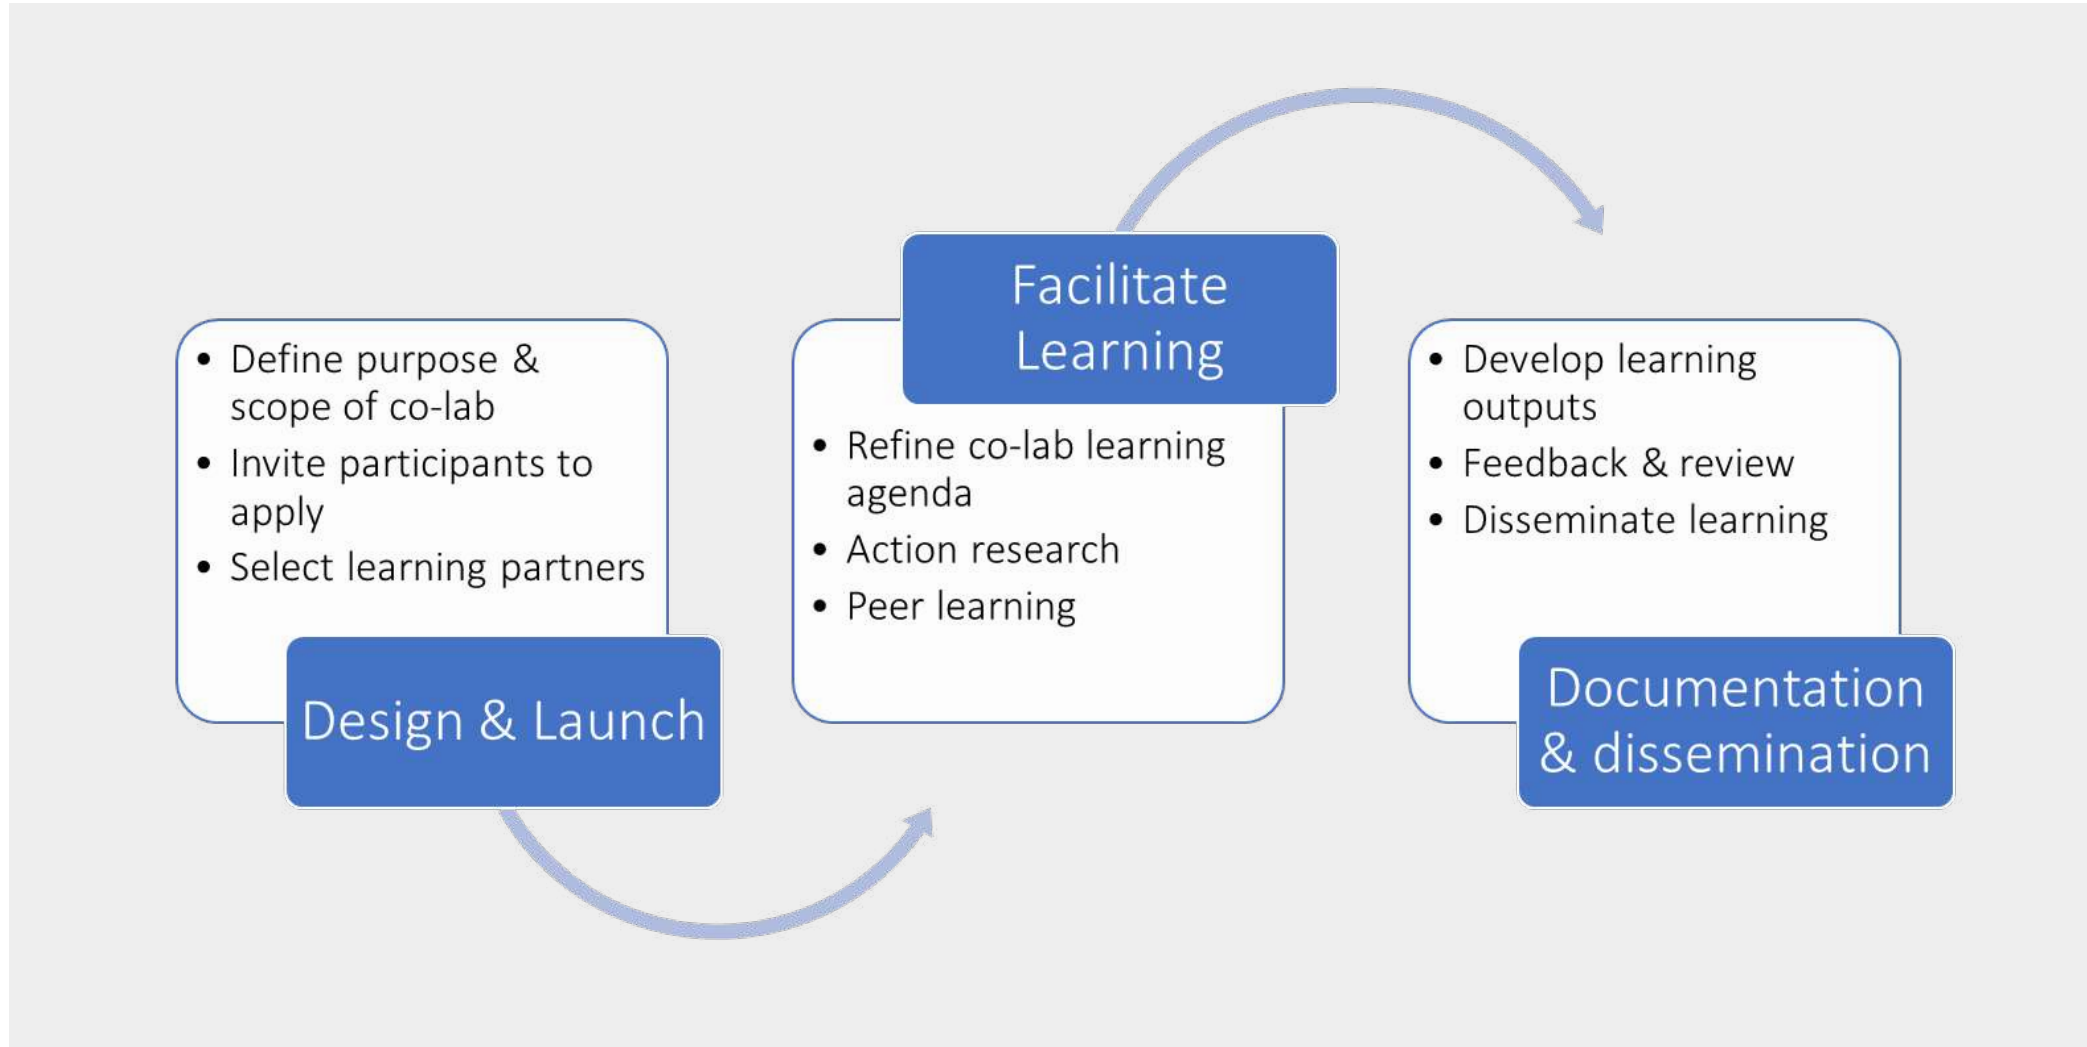 • Define purpose &
scope of co-lab
• Invite participants to
apply
• Select learning partners
Design & Launch
Facilitate
Learning
• Refine co-lab learning
agenda
• Action research
• Peer learning
• Develop learning
outputs
• Feedback & review
• Disseminate learning
Documentation
& dissemination